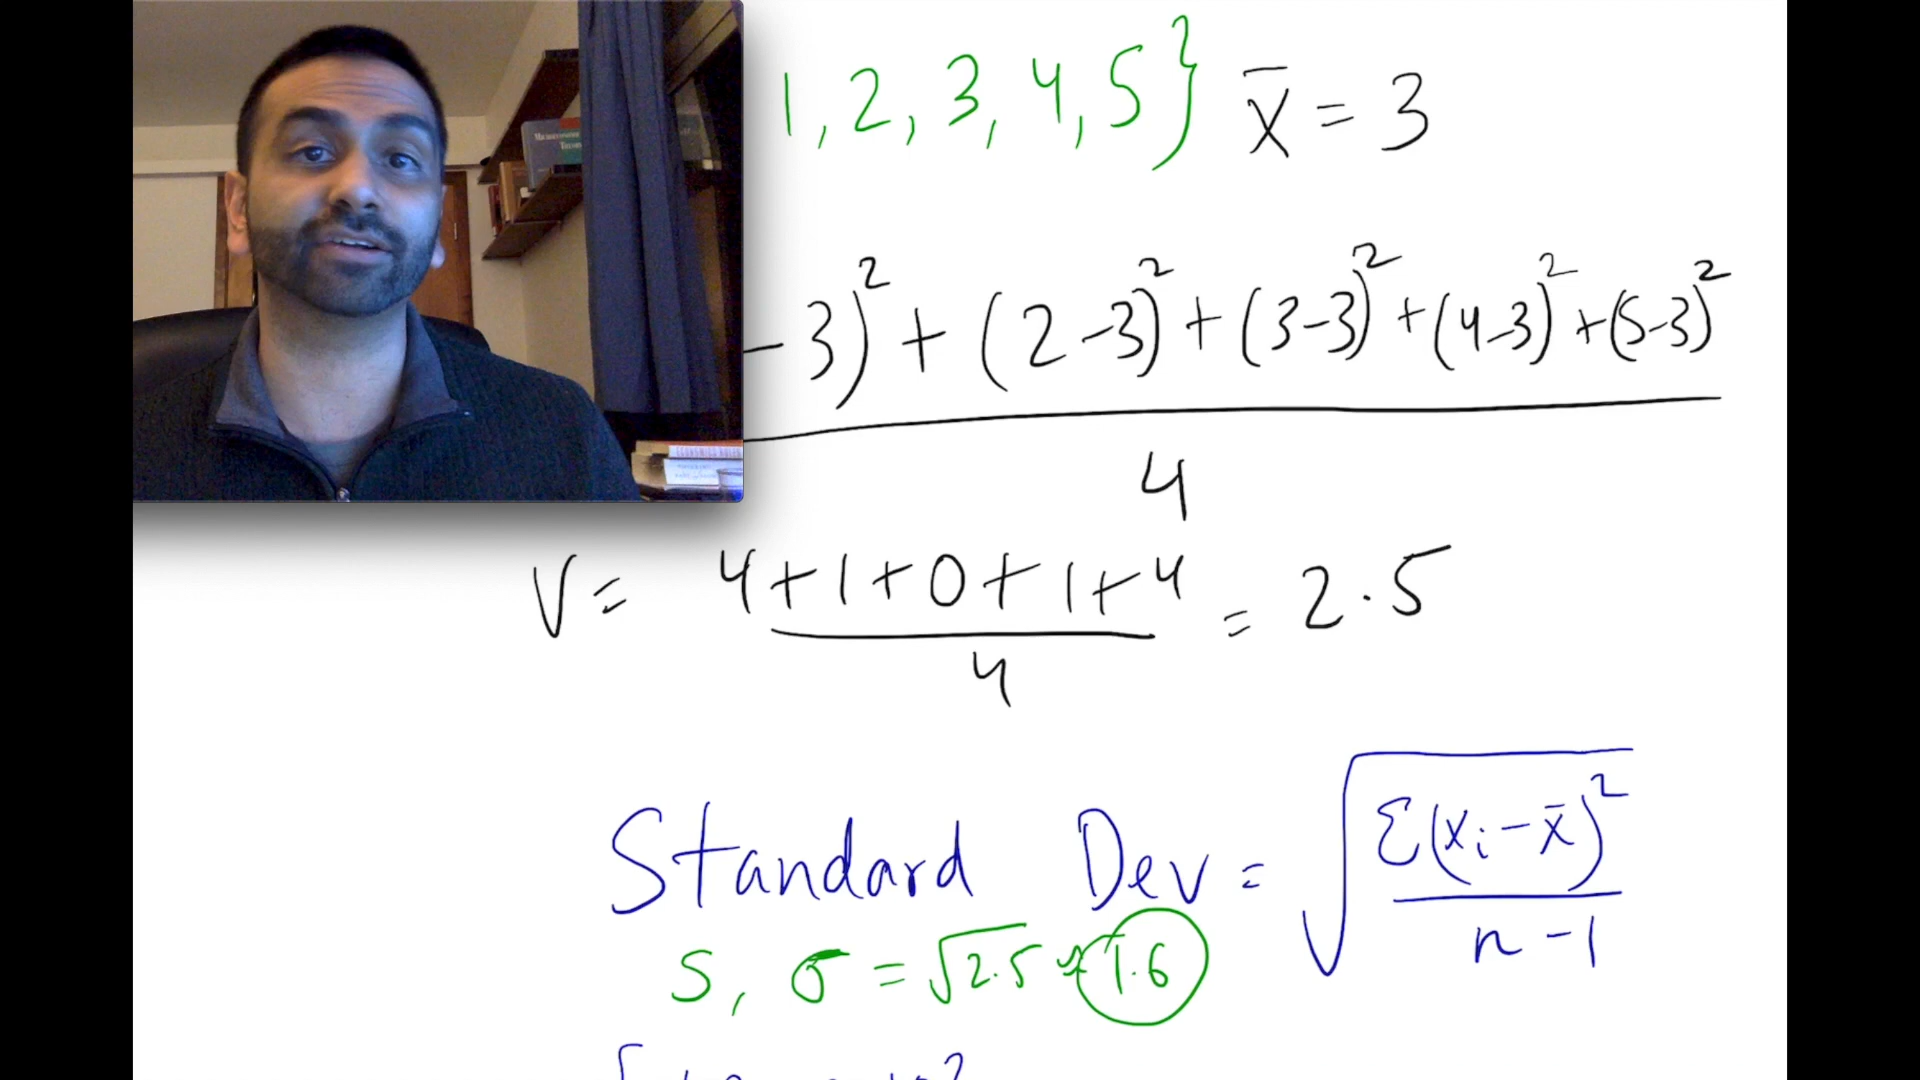 1, 2, 3, 4, 5} x̄ = 3
- 3)² + (2-3)² + (3-3)² + (4-3)² + (5-3)²
4
V = 4+1+0+1+4 = 2.5
4
Standard Dev = √ Σ(xᵢ - x̄)²
n - 1
S, σ = √2.5 ≈ 1.6